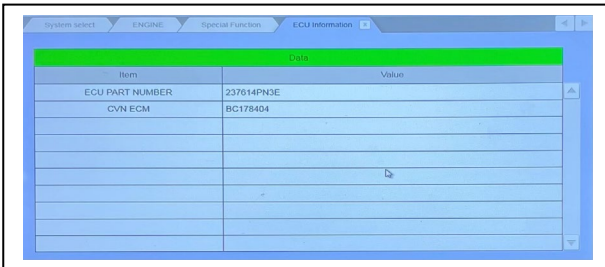 System select ENGINE Special Function ECU Information x
Data
Item Value
ECU PART NUMBER 237614PN3E
CVN ECM BC178404